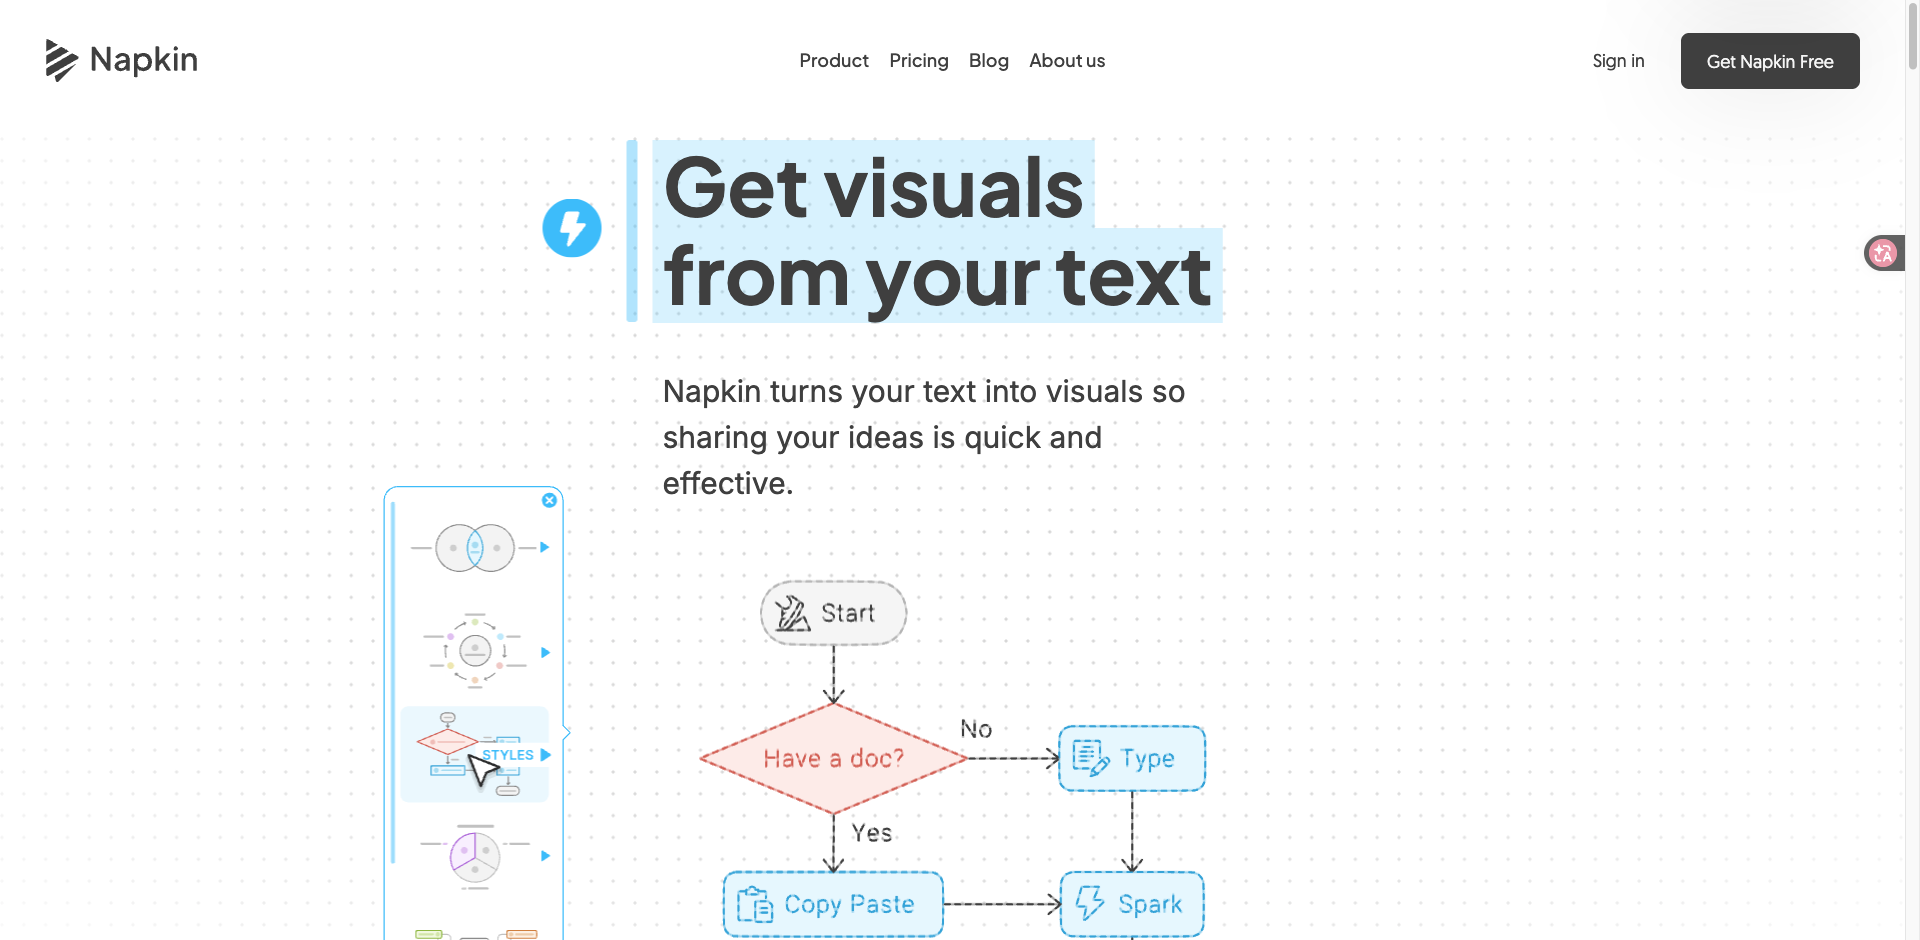 Napkin
Product Pricing Blog About us
Sign in
Get Napkin Free
Get visuals
from your text
Napkin turns your text into visuals so
sharing your ideas is quick and
effective.
STYLES
Start
Have a doc?
No
Type
Yes
Copy Paste
Spark
A